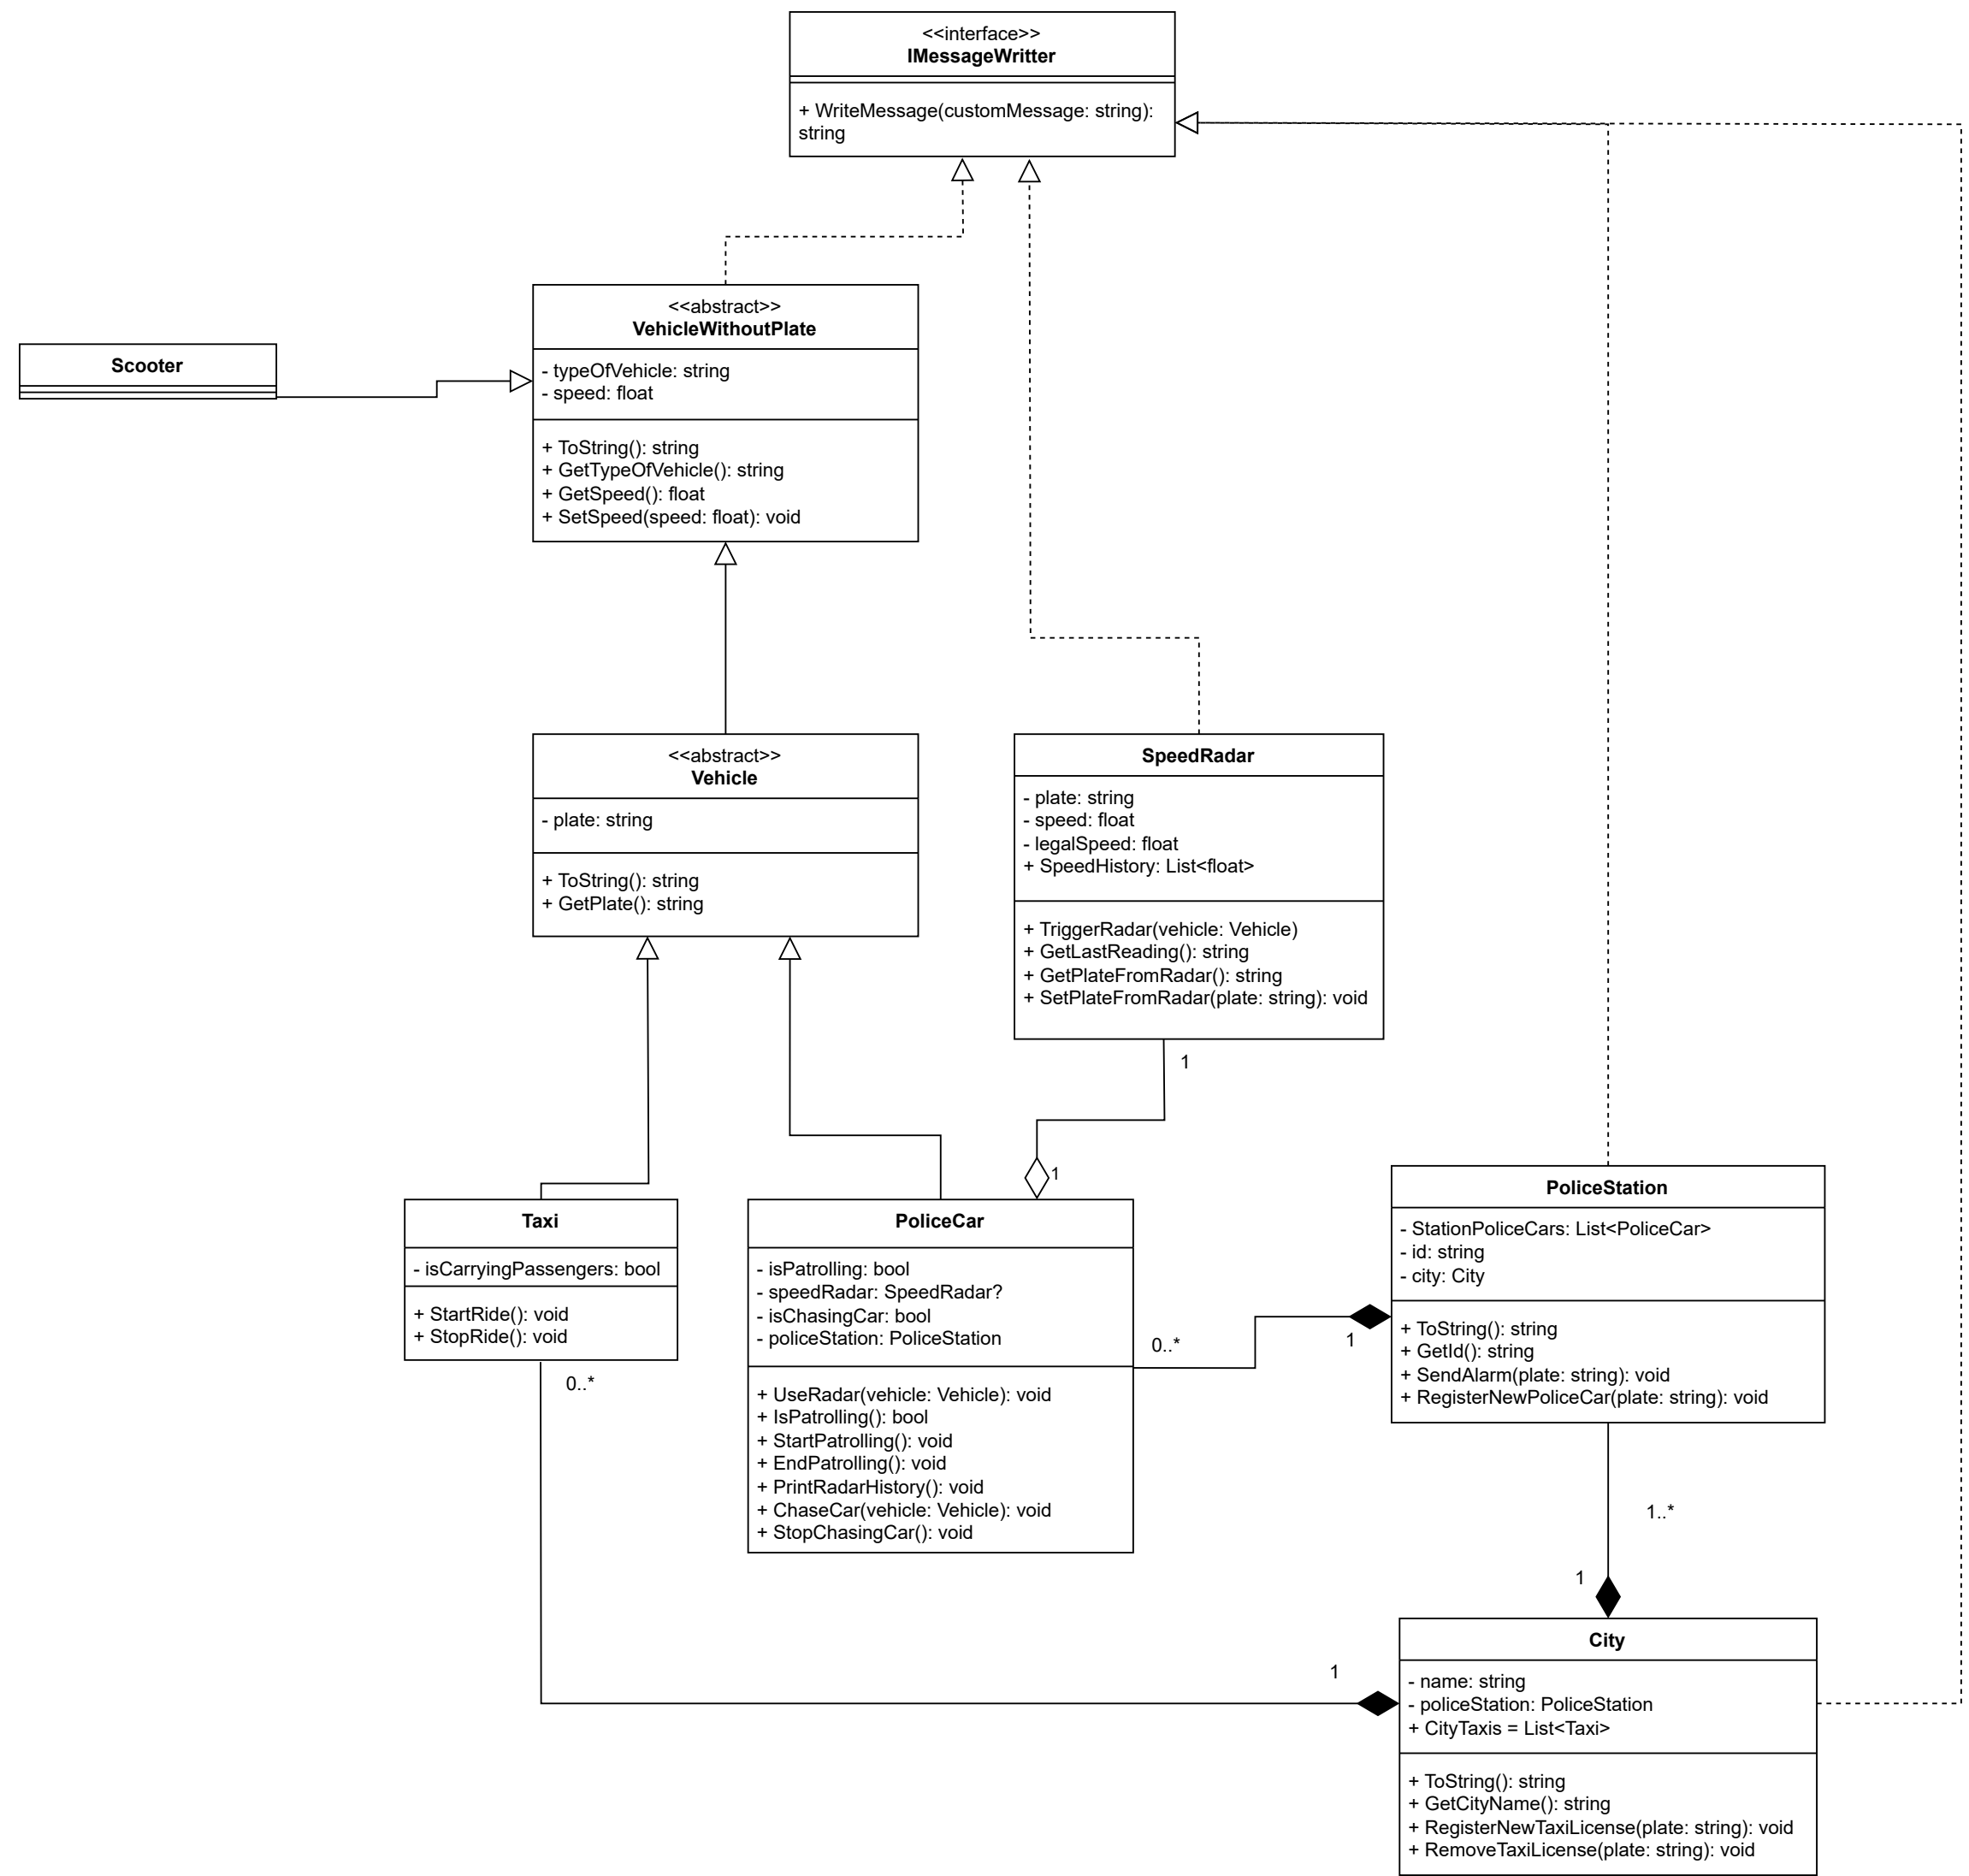 <<interface>>
IMessageWritter
+ WriteMessage(customMessage: string):
string
<<abstract>>
VehicleWithoutPlate
- typeOfVehicle: string
- speed: float
+ ToString(): string
+ GetTypeOfVehicle(): string
+ GetSpeed(): float
+ SetSpeed(speed: float): void
Scooter
<<abstract>>
Vehicle
- plate: string
+ ToString(): string
+ GetPlate(): string
SpeedRadar
- plate: string
- speed: float
- legalSpeed: float
+ SpeedHistory: List<float>
+ TriggerRadar(vehicle: Vehicle)
+ GetLastReading(): string
+ GetPlateFromRadar(): string
+ SetPlateFromRadar(plate: string): void
1
1
Taxi
- isCarryingPassengers: bool
+ StartRide(): void
+ StopRide(): void
0..*
PoliceCar
- isPatrolling: bool
- speedRadar: SpeedRadar?
- isChasingCar: bool
- policeStation: PoliceStation
+ UseRadar(vehicle: Vehicle): void
+ IsPatrolling(): bool
+ StartPatrolling(): void
+ EndPatrolling(): void
+ PrintRadarHistory(): void
+ ChaseCar(vehicle: Vehicle): void
+ StopChasingCar(): void
0..*
1
PoliceStation
- StationPoliceCars: List<PoliceCar>
- id: string
- city: City
+ ToString(): string
+ GetId(): string
+ SendAlarm(plate: string): void
+ RegisterNewPoliceCar(plate: string): void
1..*
1
1
City
- name: string
- policeStation: PoliceStation
+ CityTaxis = List<Taxi>
+ ToString(): string
+ GetCityName(): string
+ RegisterNewTaxiLicense(plate: string): void
+ RemoveTaxiLicense(plate: string): void